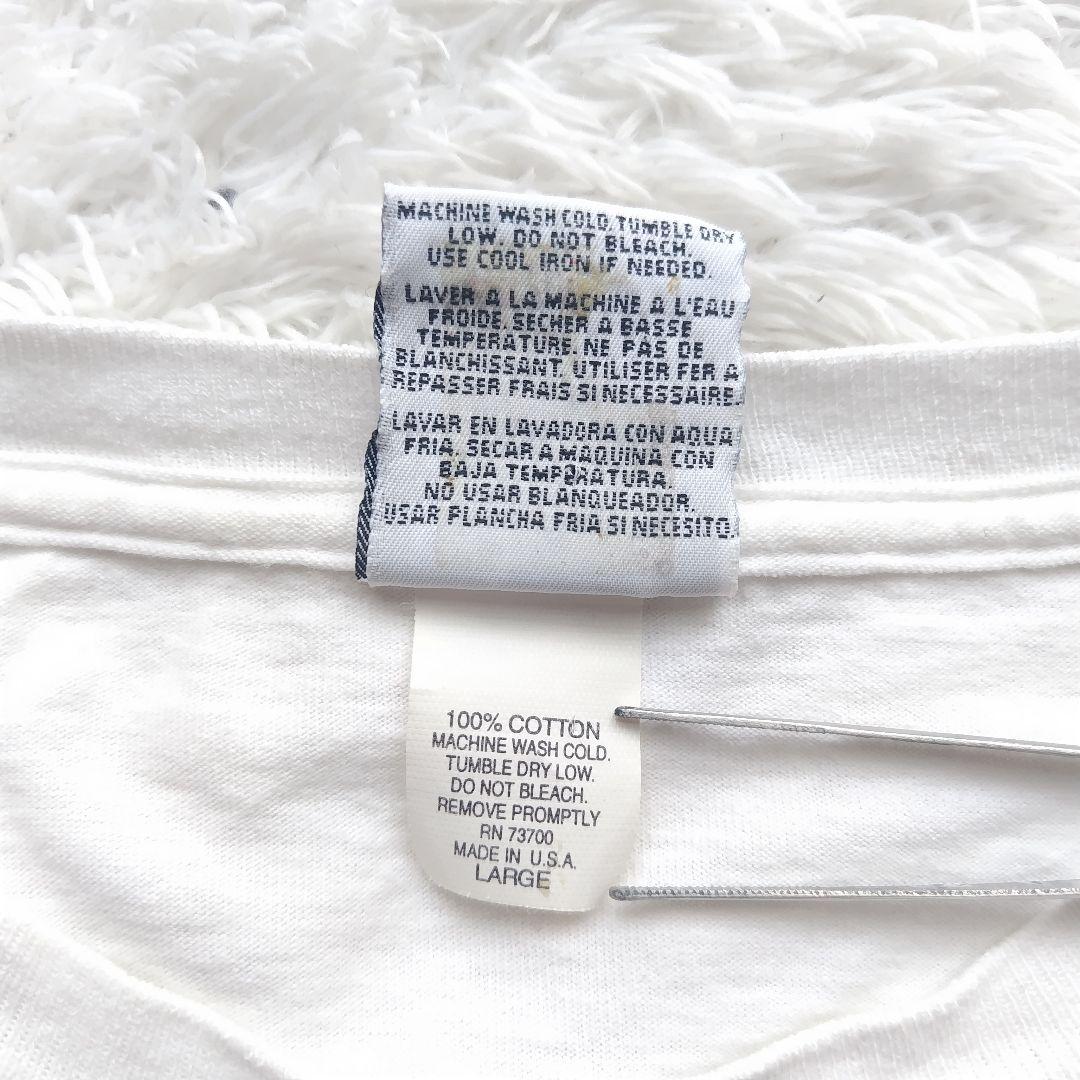 MACHINE WASH COLD, TUMBLE DRY
LOW. DO NOT BLEACH.
USE COOL IRON IF NEEDED.
LAVER A LA MACHINE A L'EAU
FROIDE. SECHER A BASSE
TEMPERATURE. NE PAS DE
BLANCHISSANT. UTILISER FER A
REPASSER FRAIS SI NECESSAIRE.
LAVAR EN LAVADORA CON AQUA
FRIA, SECAR A MAQUINA CON
BAJA TEMPERATURA.
NO USAR BLANQUEADOR.
USAR PLANCHA FRIA SI NECESITO.
100% COTTON
MACHINE WASH COLD.
TUMBLE DRY LOW.
DO NOT BLEACH.
REMOVE PROMPTLY
RN 73700
MADE IN U.S.A.
LARGE